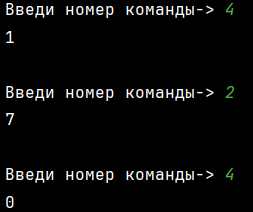 Введи номер команды-> 4
1
Введи номер команды-> 2
7
Введи номер команды-> 4
0